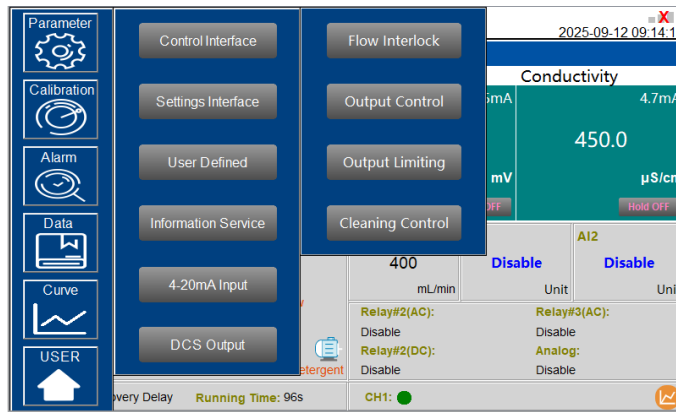 Parameter
Calibration
Alarm
Data
Curve
USER
Control Interface
Settings Interface
User Defined
Information Service
4-20mA Input
DCS Output
Flow Interlock
Output Control
Output Limiting
Cleaning Control
X
2025-09-12 09:14:1
Conductivity
5mA
4.7mA
450.0
mV
µS/cm
OFF
Hold OFF
AI2
400
Disable
Disable
mL/min
Unit
Uni
Relay#2(AC):
Relay#3(AC):
Disable
Disable
Relay#2(DC):
Analog:
Disable
Disable
etergent
overy Delay
Running Time: 96s
CH1: